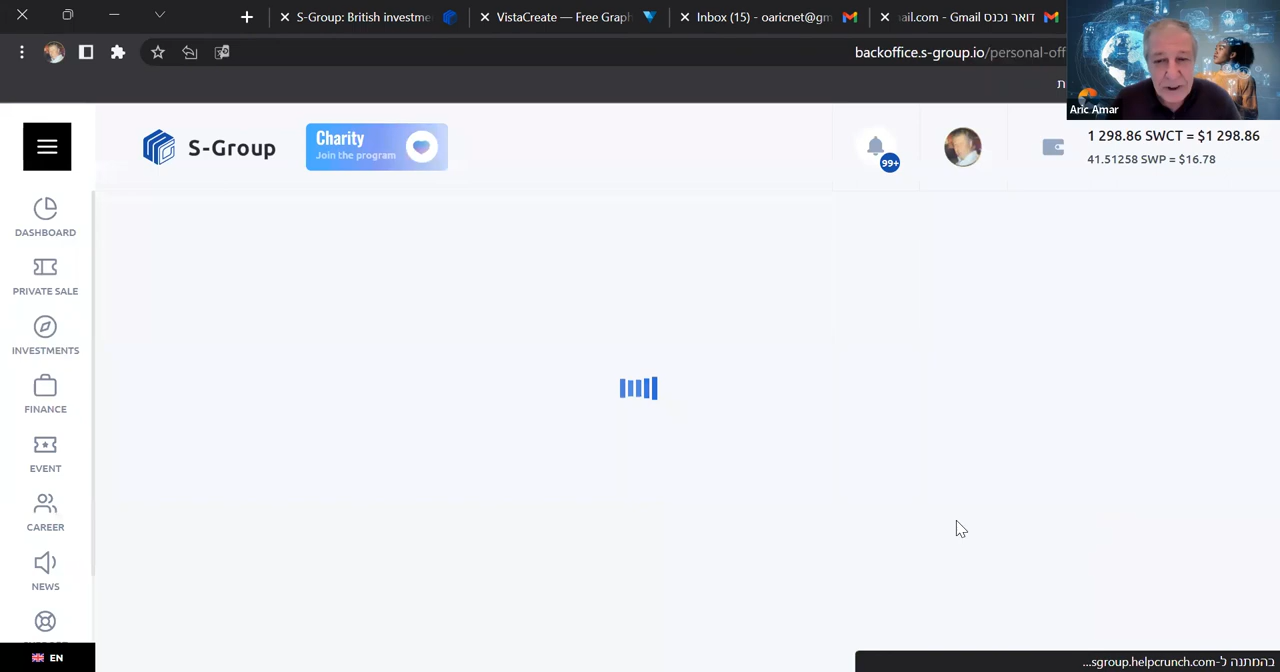 S-Group: British investme
VistaCreate — Free Graph
Inbox (15) - oaricnet@gm
ail.com - Gmail דואר נכנס
backoffice.s-group.io/personal-off
ת
Aric Amar
S-Group
Charity
Join the program
99+
1 298.86 SWCT = $1 298.86
41.51258 SWP = $16.78
DASHBOARD
PRIVATE SALE
INVESTMENTS
FINANCE
EVENT
CAREER
NEWS
EN
...sgroup.helpcrunch.com-בהמתנה ל